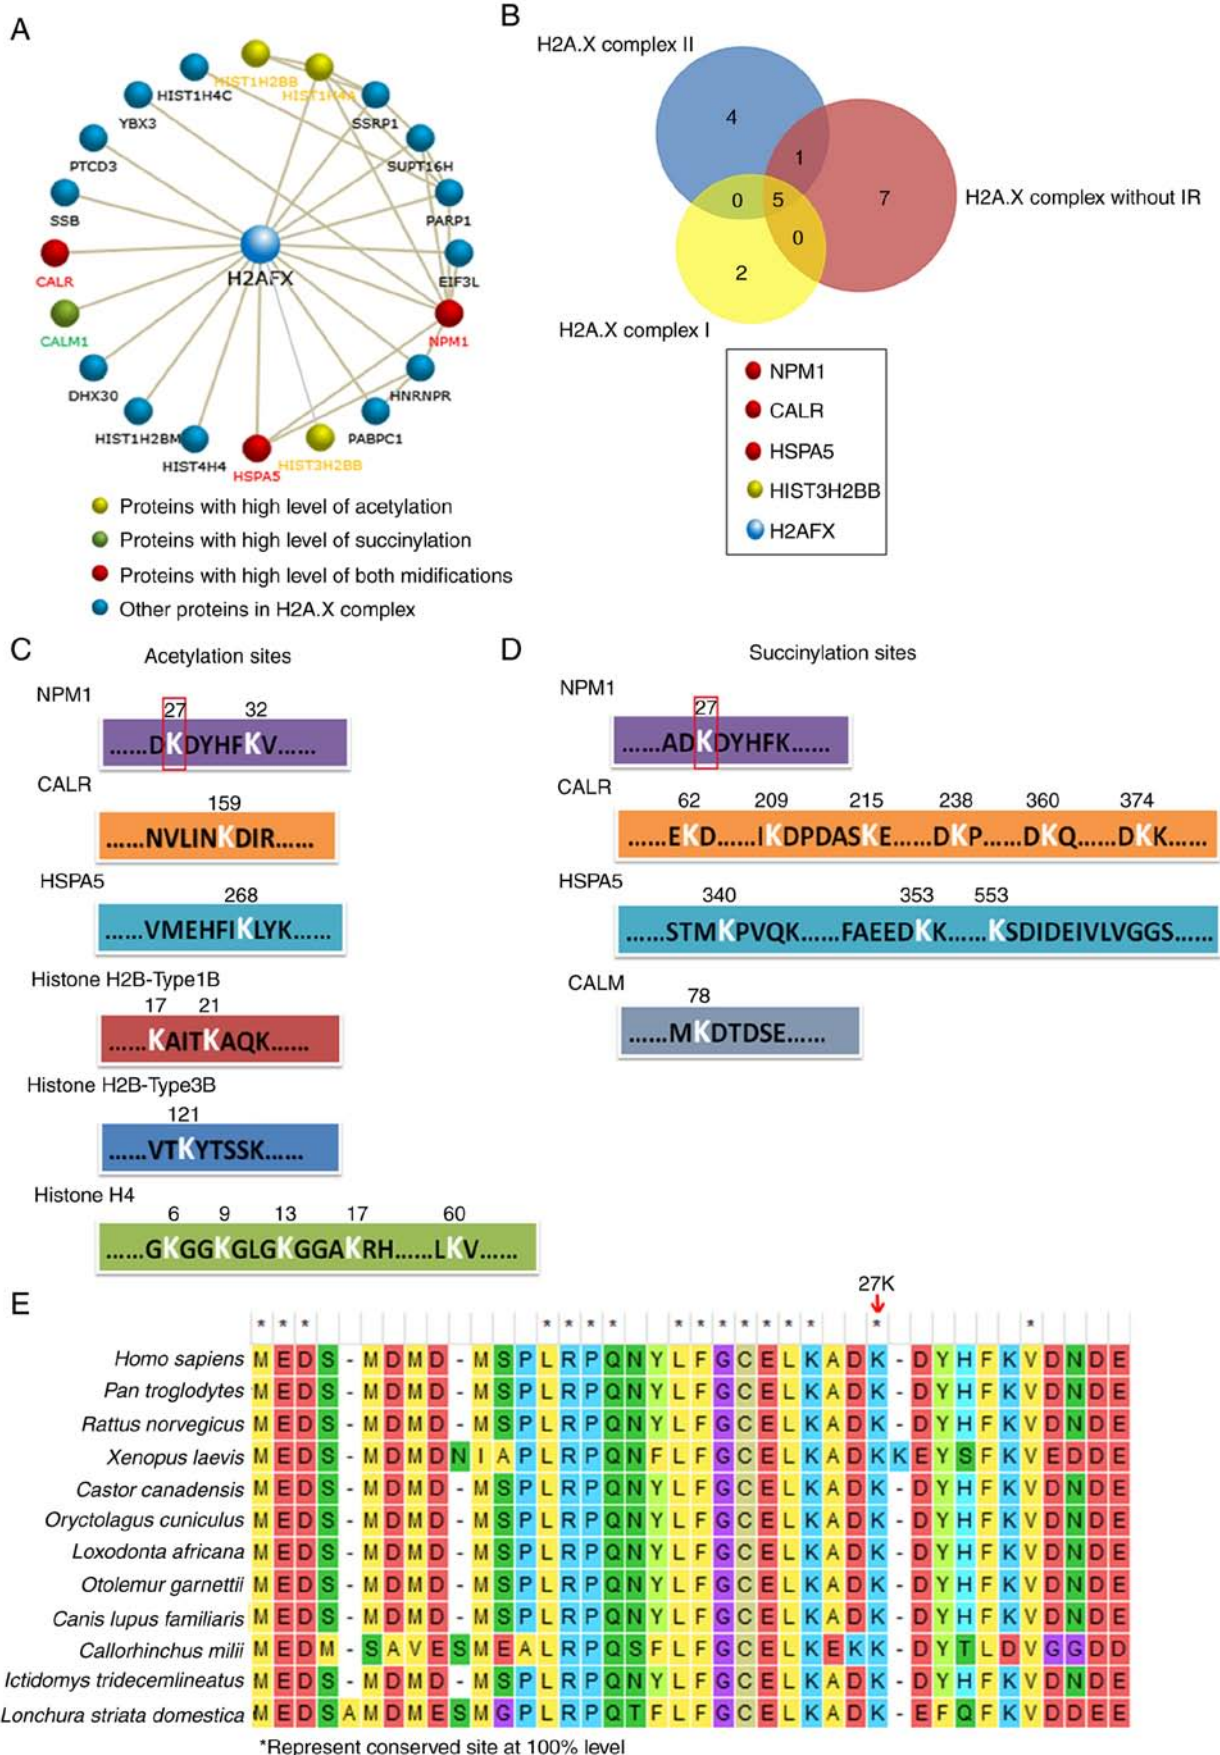 A
HIST1H2BB
HIST1H4A
HIST1H4C
SSRP1
YBX3
SUPT16H
PTCD3
PARP1
SSB
EIF3L
CALR
H2AFX
CALM1
NPM1
DHX30
HNRNPR
HIST1H2BM
PABPC1
HIST4H4
HSPA5
HIST3H2BB
Proteins with high level of acetylation
Proteins with high level of succinylation
Proteins with high level of both midifications
Other proteins in H2A.X complex
B
H2A.X complex II
4
1
0
5
7
H2A.X complex without IR
0
2
H2A.X complex I
NPM1
CALR
HSPA5
HIST3H2BB
H2AFX
C
Acetylation sites
NPM1
27 32
......DKDYHFKV......
CALR
159
......NVLINKDIR......
HSPA5
268
......VMEHFIKLYK......
Histone H2B-Type1B
17 21
......KAITKAQK......
Histone H2B-Type3B
121
......VTKYTSSK......
Histone H4
6 9 13 17 60
......GKGGKGLGKGGAKRH......LKV......
D
Succinylation sites
NPM1
27
......ADKDYHFK......
CALR
62 209 215 238 360 374
......EKD......IKDPDASKE......DKP......DKQ......DKK......
HSPA5
340 353 553
......STMKPVQK......FAEEDKK......KSDIDEIVLVGGS......
CALM
78
......MKDTDSE......
E
27K
* * * * * * * * * * * * * * * *
Homo sapiens M E D S - M D M D - M S P L R P Q N Y L F G C E L K A D K - D Y H F K V D N D E
Pan troglodytes M E D S - M D M D - M S P L R P Q N Y L F G C E L K A D K - D Y H F K V D N D E
Rattus norvegicus M E D S - M D M D - M S P L R P Q N Y L F G C E L K A D K - D Y H F K V D N D E
Xenopus laevis M E D S - M D M D N I A P L R P Q N F L F G C E L K A D K K E Y S F K V E D D E
Castor canadensis M E D S - M D M D - M S P L R P Q N Y L F G C E L K A D K - D Y H F K V D N D E
Oryctolagus cuniculus M E D S - M D M D - M S P L R P Q N Y L F G C E L K A D K - D Y H F K V D N D E
Loxodonta africana M E D S - M D M D - M S P L R P Q N Y L F G C E L K A D K - D Y H F K V D N D E
Otolemur garnettii M E D S - M D M D - M S P L R P Q N Y L F G C E L K A D K - D Y H F K V D N D E
Canis lupus familiaris M E D S - M D M D - M S P L R P Q N Y L F G C E L K A D K - D Y H F K V D N D E
Callorhinchus milii M E D M - S A V E S M E A L R P Q S F L F G C E L K E K K - D Y T L D V G G D D
Ictidomys tridecemlineatus M E D S - M D M D - M S P L R P Q N Y L F G C E L K A D K - D Y H F K V D N D E
Lonchura striata domestica M E D S A M D M E S M G P L R P Q T F L F G C E L K A D K - E F Q F K V D D E E
*Represent conserved site at 100% level